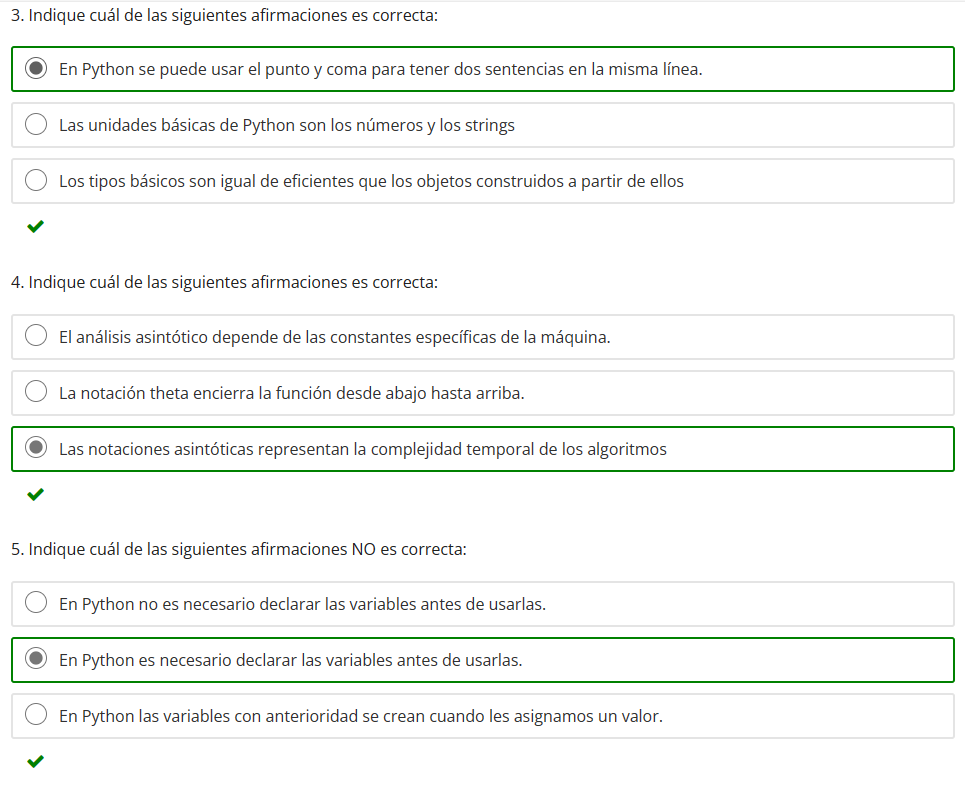 3. Indique cuál de las siguientes afirmaciones es correcta:
En Python se puede usar el punto y coma para tener dos sentencias en la misma línea.
Las unidades básicas de Python son los números y los strings
Los tipos básicos son igual de eficientes que los objetos construidos a partir de ellos
4. Indique cuál de las siguientes afirmaciones es correcta:
El análisis asintótico depende de las constantes específicas de la máquina.
La notación theta encierra la función desde abajo hasta arriba.
Las notaciones asintóticas representan la complejidad temporal de los algoritmos
5. Indique cuál de las siguientes afirmaciones NO es correcta:
En Python no es necesario declarar las variables antes de usarlas.
En Python es necesario declarar las variables antes de usarlas.
En Python las variables con anterioridad se crean cuando les asignamos un valor.